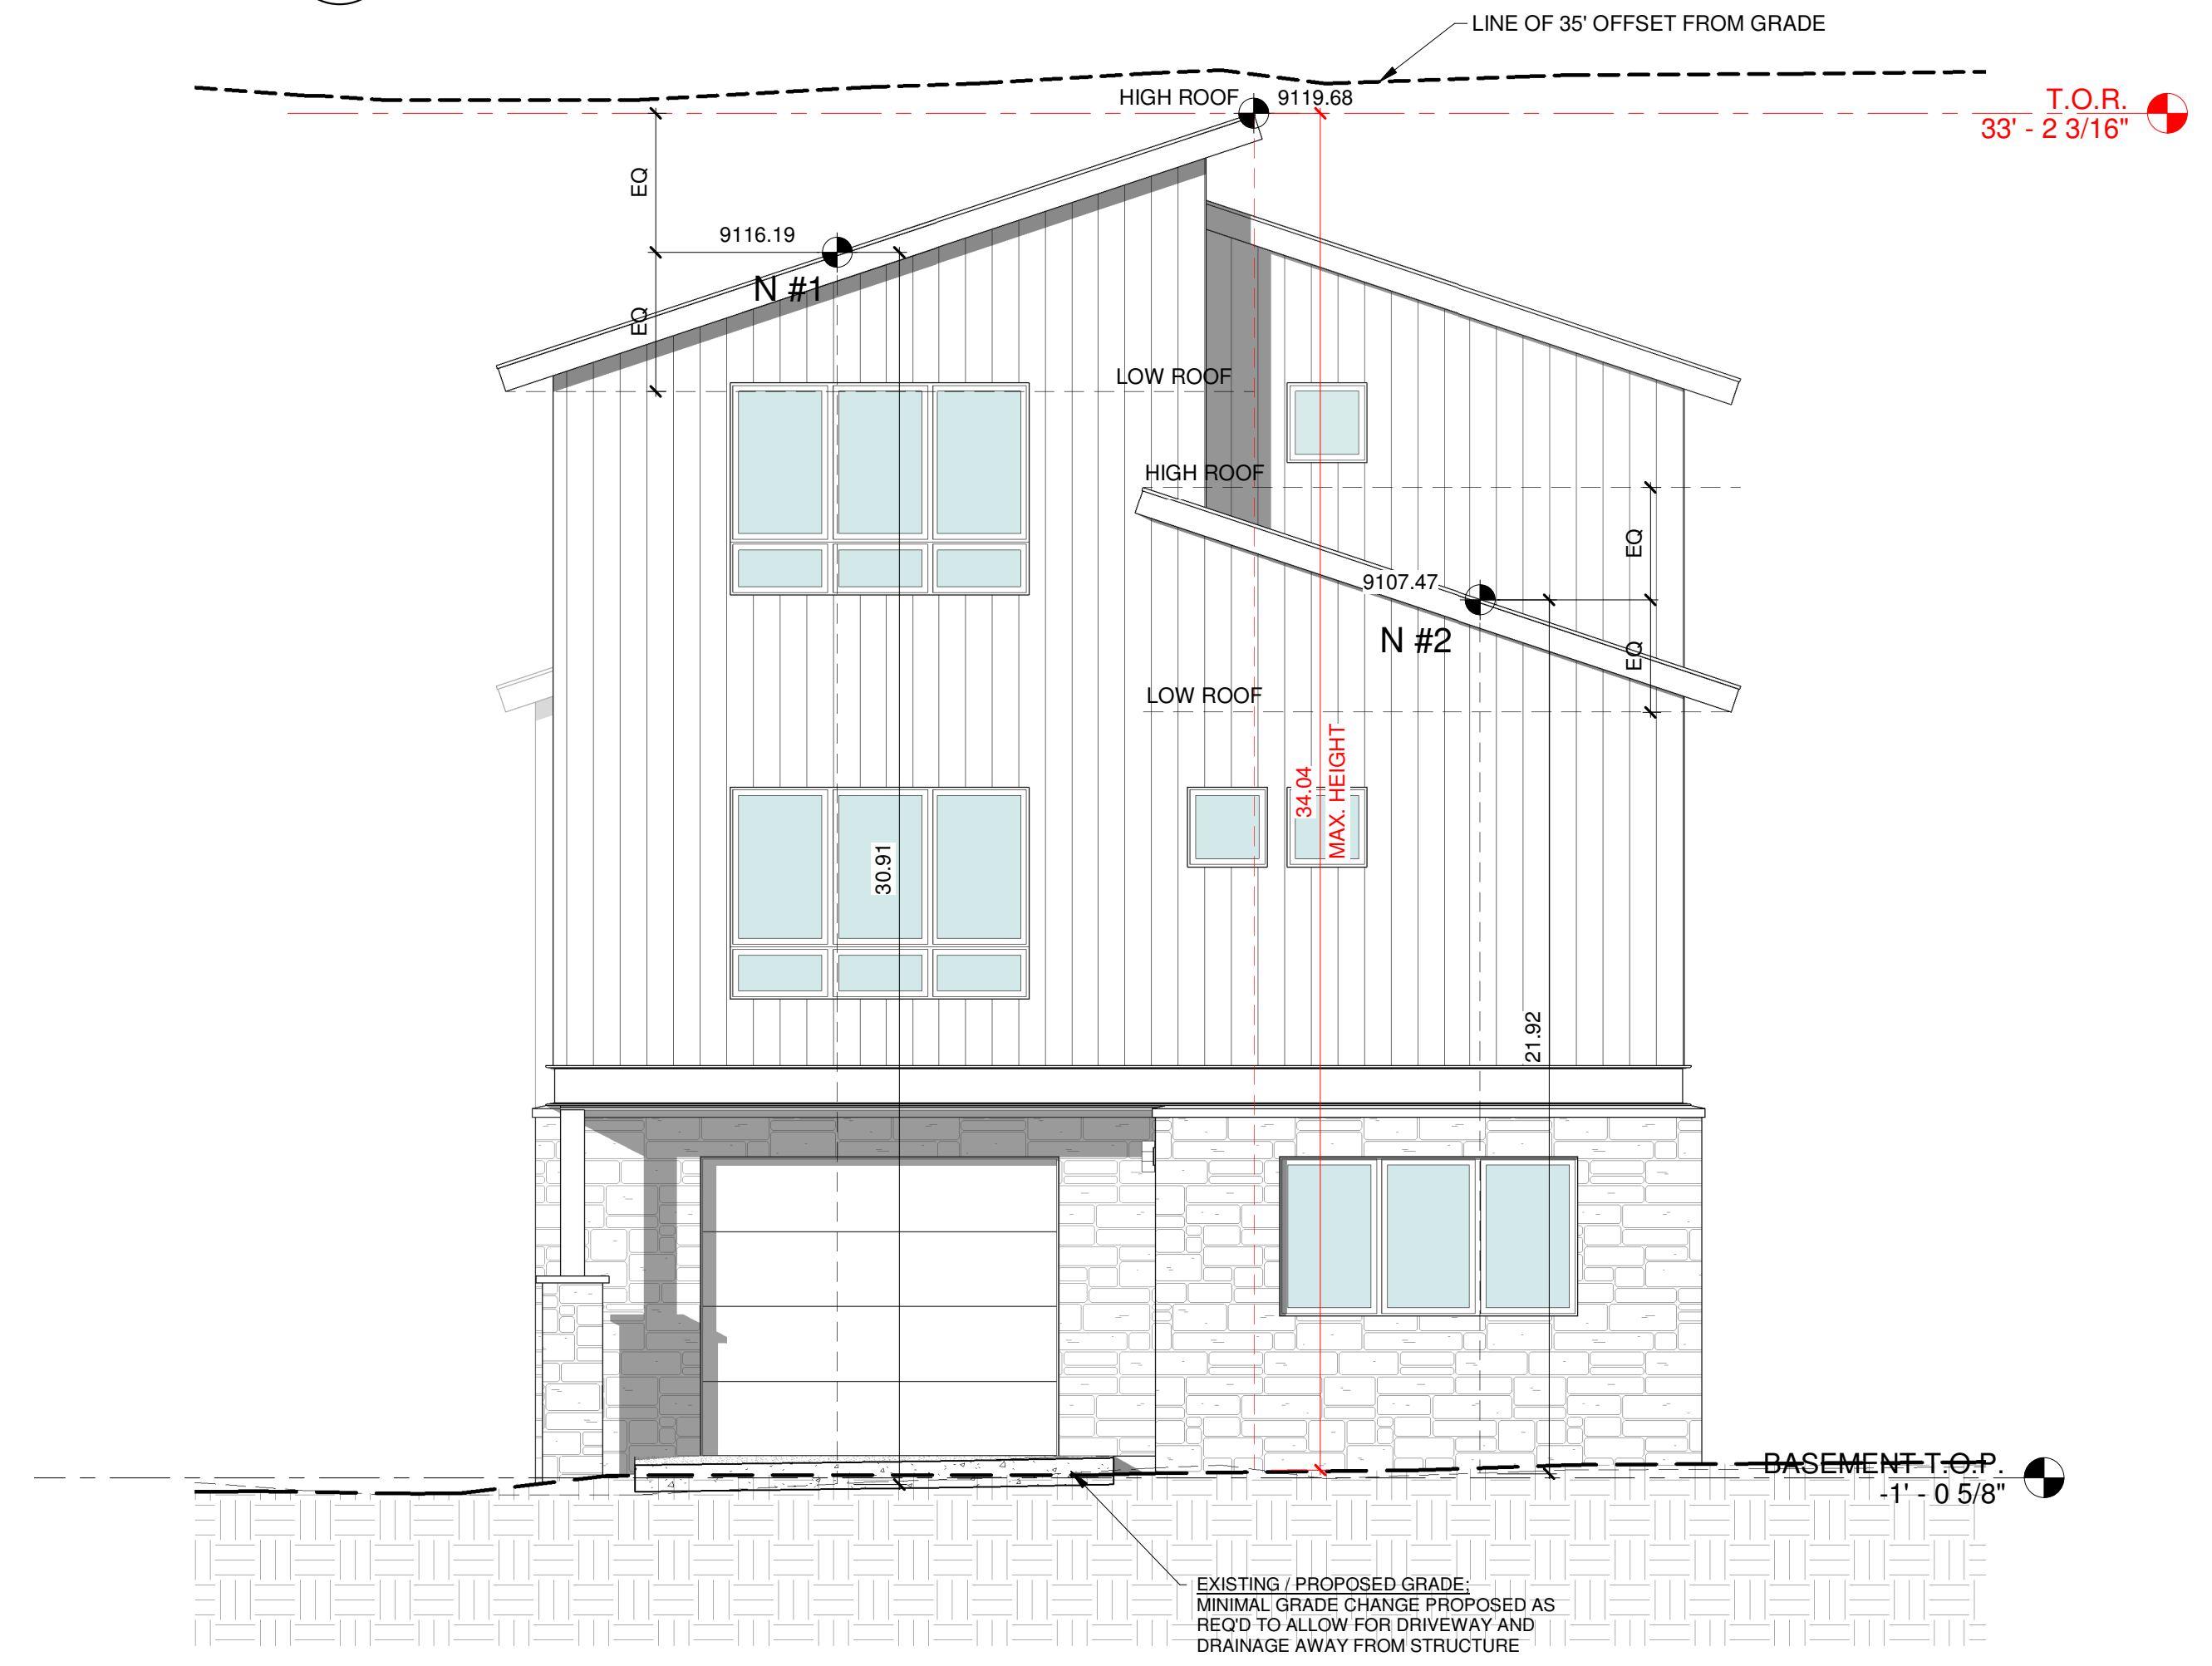 LINE OF 35' OFFSET FROM GRADE
HIGH ROOF
9119.68
T.O.R.
33' - 2 3/16"
EQ
9116.19
N #1
EQ
LOW ROOF
HIGH ROOF
EQ
9107.47
N #2
EQ
LOW ROOF
34.04
MAX. HEIGHT
30.91
21.92
BASEMENT T.O.P.
-1' - 0 5/8"
EXISTING / PROPOSED GRADE;
MINIMAL GRADE CHANGE PROPOSED AS
REQ'D TO ALLOW FOR DRIVEWAY AND
DRAINAGE AWAY FROM STRUCTURE